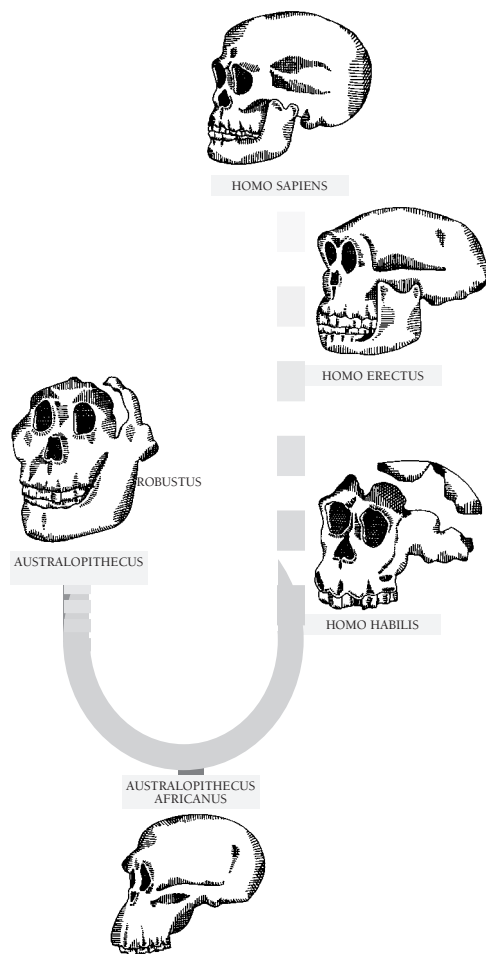 HOMO SAPIENS
HOMO ERECTUS
ROBUSTUS
AUSTRALOPITHECUS
HOMO HABILIS
AUSTRALOPITHECUS
AFRICANUS